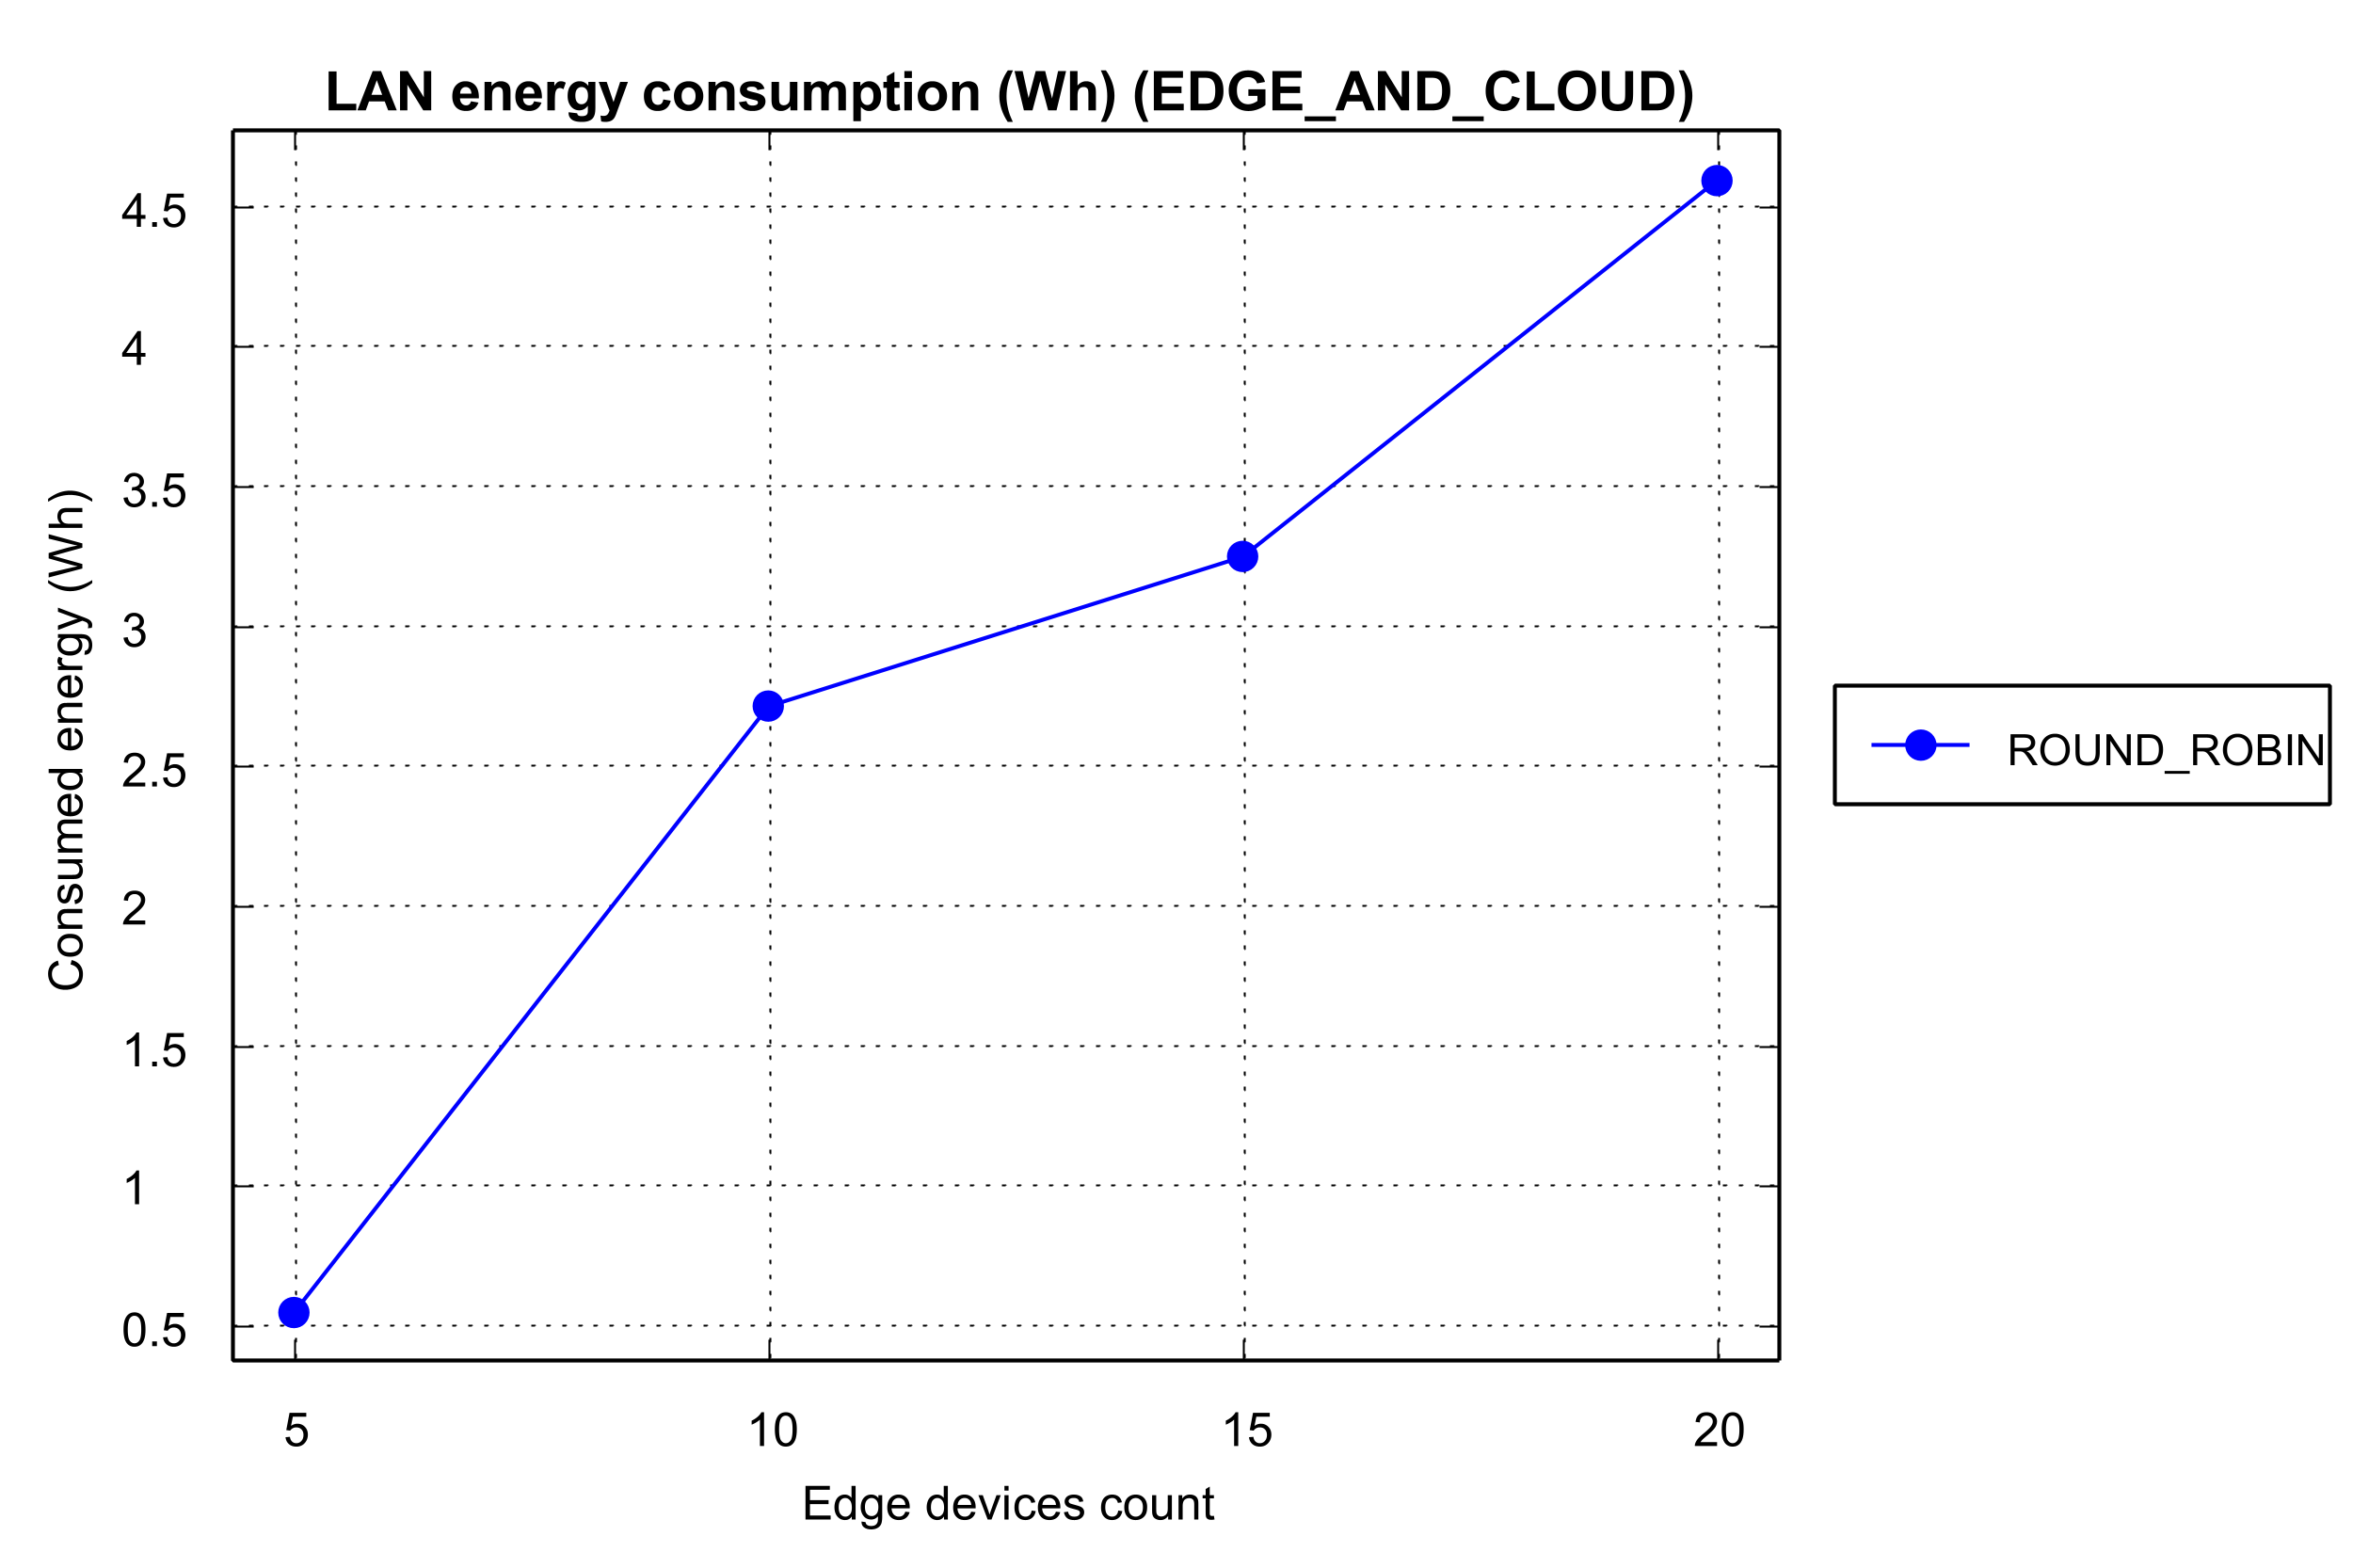 LAN energy consumption (Wh) (EDGE_AND_CLOUD)
4.5
4
3.5
3
2.5
2
1.5
1
0.5
Consumed energy (Wh)
5 10 15 20
Edge devices count
ROUND_ROBIN